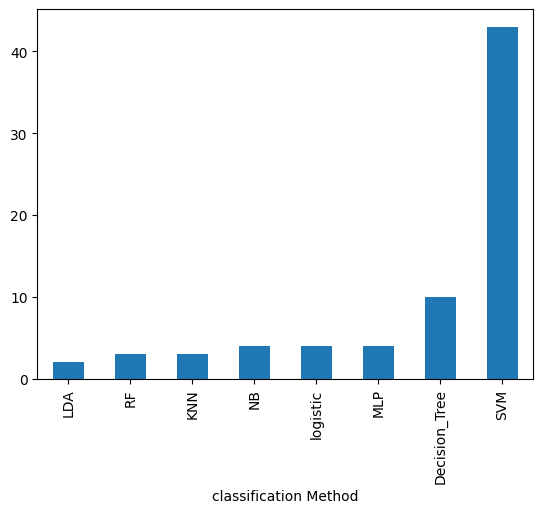 40
30
20
10
0
LDA
RF
KNN
NB
logistic
MLP
Decision_Tree
SVM
classification Method